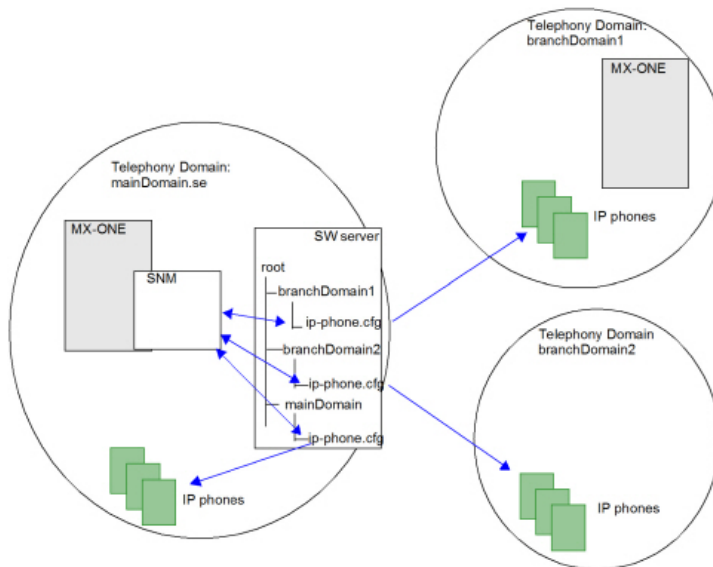 Telephony Domain:
branchDomain1
MX-ONE
IP phones
Telephony Domain:
mainDomain.se
MX-ONE
SNM
SW server
root
branchDomain1
ip-phone.cfg
branchDomain2
ip-phone.cfg
mainDomain
ip-phone.cfg
IP phones
Telephony Domain
branchDomain2
IP phones